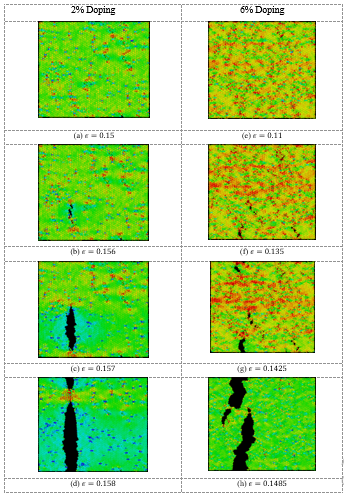 2% Doping 6% Doping
(a) ϵ = 0.15 (e) ϵ = 0.11
(b) ϵ = 0.156 (f) ϵ = 0.135
(c) ϵ = 0.157 (g) ϵ = 0.1425
(d) ϵ = 0.158 (h) ϵ = 0.1485